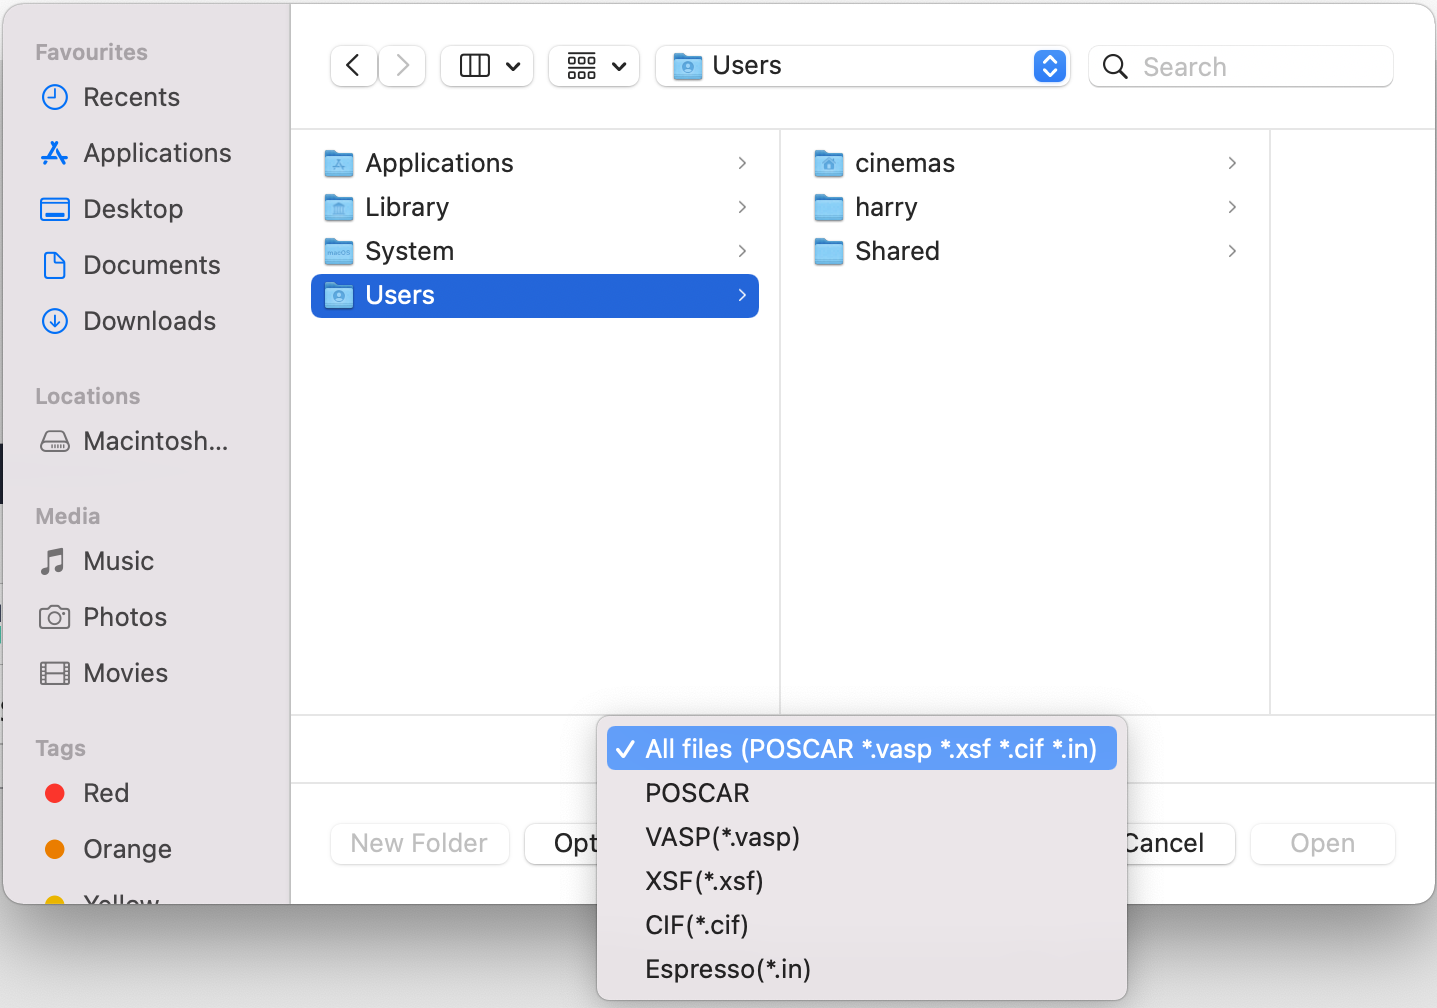 Favourites
Recents
Applications
Desktop
Documents
Downloads
Locations
Macintosh...
Media
Music
Photos
Movies
Tags
Red
Orange
Yellow
Users
Search
Applications
Library
System
Users
cinemas
harry
Shared
All files (POSCAR *.vasp *.xsf *.cif *.in)
POSCAR
VASP(*.vasp)
XSF(*.xsf)
CIF(*.cif)
Espresso(*.in)
New Folder
Opt
Cancel
Open